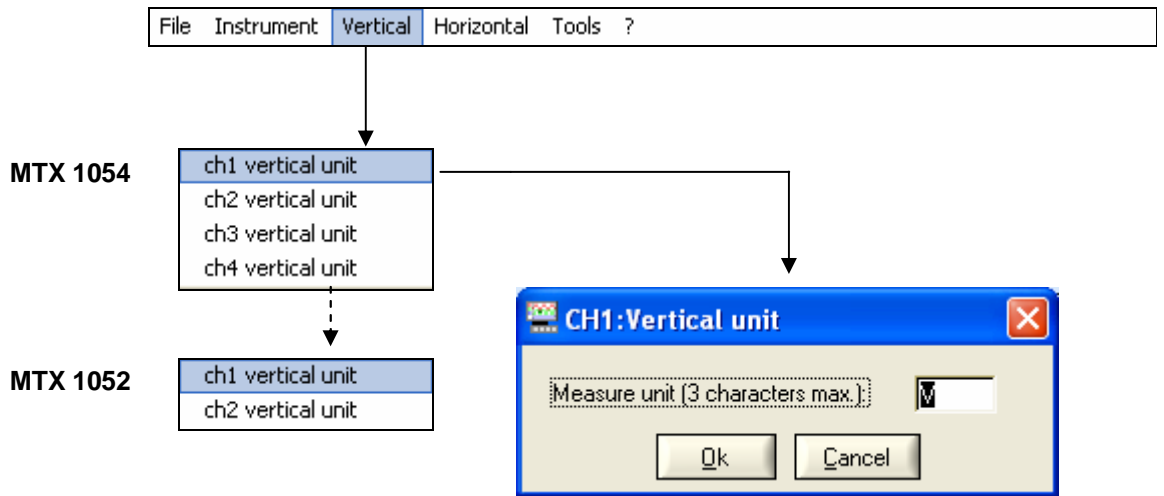 File Instrument Vertical Horizontal Tools ?
MTX 1054
ch1 vertical unit
ch2 vertical unit
ch3 vertical unit
ch4 vertical unit
CH1:Vertical unit
Measure unit (3 characters max.): V
Ok Cancel
MTX 1052
ch1 vertical unit
ch2 vertical unit